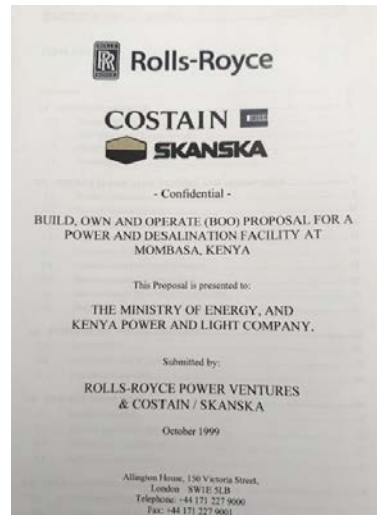 Rolls-Royce
COSTAIN
SKANSKA
- Confidential -
BUILD, OWN AND OPERATE (BOO) PROPOSAL FOR A
POWER AND DESALINATION FACILITY AT
MOMBASA, KENYA
This Proposal is presented to:
THE MINISTRY OF ENERGY, AND
KENYA POWER AND LIGHT COMPANY.
Submitted by:
ROLLS-ROYCE POWER VENTURES
& COSTAIN / SKANSKA
October 1999
Allington House, 150 Victoria Street,
London SW1E 5LB
Telephone: +44 171 227 9000
Fax: +44 171 227 9001